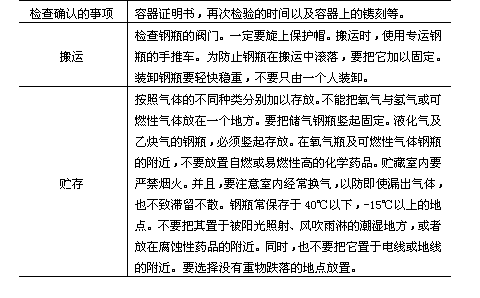 检查确认的事项 容器证明书，再次检验的时间以及容器上的镌刻等。
检查钢瓶的阀门。一定要旋上保护帽。搬运时，使用专运钢
瓶的手推车。为防止钢瓶在搬运中滚落，要把它加以固定。
装卸钢瓶要轻快稳重，不要只由一个人装卸。
搬运
按照气体的不同种类分别加以存放。不能把氧气与氢气或可
燃性气体放在一个地方。要把储气钢瓶竖起固定。液化气及
乙炔气的钢瓶，必须竖起存放。在氧气瓶及可燃性气体钢瓶
的附近，不要放置自燃或易燃性高的化学药品。贮藏室内要
严禁烟火。并且，要注意室内经常换气，以防即使漏出气体，
也不致滞留不散。钢瓶常保存于 40℃以下，-15℃以上的地
点。不要把其置于被阳光照射、风吹雨淋的潮湿地方，或者
放在腐蚀性药品的附近。同时，也不要把它置于电线或地线
的附近。要选择没有重物跌落的地点放置。
贮存